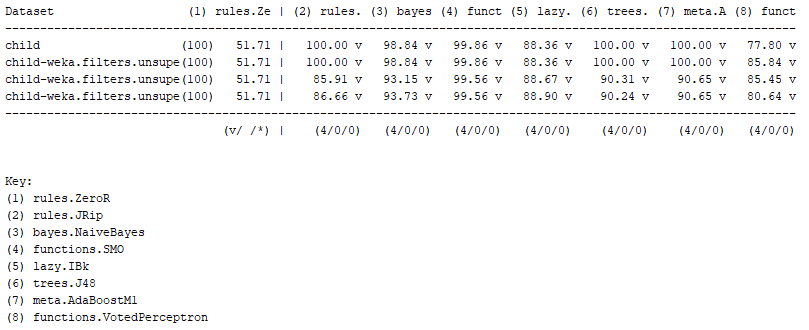 Dataset (1) rules.Ze | (2) rules. (3) bayes (4) funct (5) lazy. (6) trees. (7) meta.A (8) funct
--------------------------------------------------------------------------------------------------------------
child (100) 51.71 | 100.00 v 98.84 v 99.86 v 88.36 v 100.00 v 100.00 v 77.80 v
child-weka.filters.unsupe(100) 51.71 | 100.00 v 98.84 v 99.86 v 88.36 v 100.00 v 100.00 v 85.84 v
child-weka.filters.unsupe(100) 51.71 | 85.91 v 93.15 v 99.56 v 88.67 v 90.31 v 90.65 v 85.45 v
child-weka.filters.unsupe(100) 51.71 | 86.66 v 93.73 v 99.56 v 88.90 v 90.24 v 90.65 v 80.64 v
--------------------------------------------------------------------------------------------------------------
(v/ /*) | (4/0/0) (4/0/0) (4/0/0) (4/0/0) (4/0/0) (4/0/0) (4/0/0)
Key:
(1) rules.ZeroR
(2) rules.JRip
(3) bayes.NaiveBayes
(4) functions.SMO
(5) lazy.IBk
(6) trees.J48
(7) meta.AdaBoostM1
(8) functions.VotedPerceptron